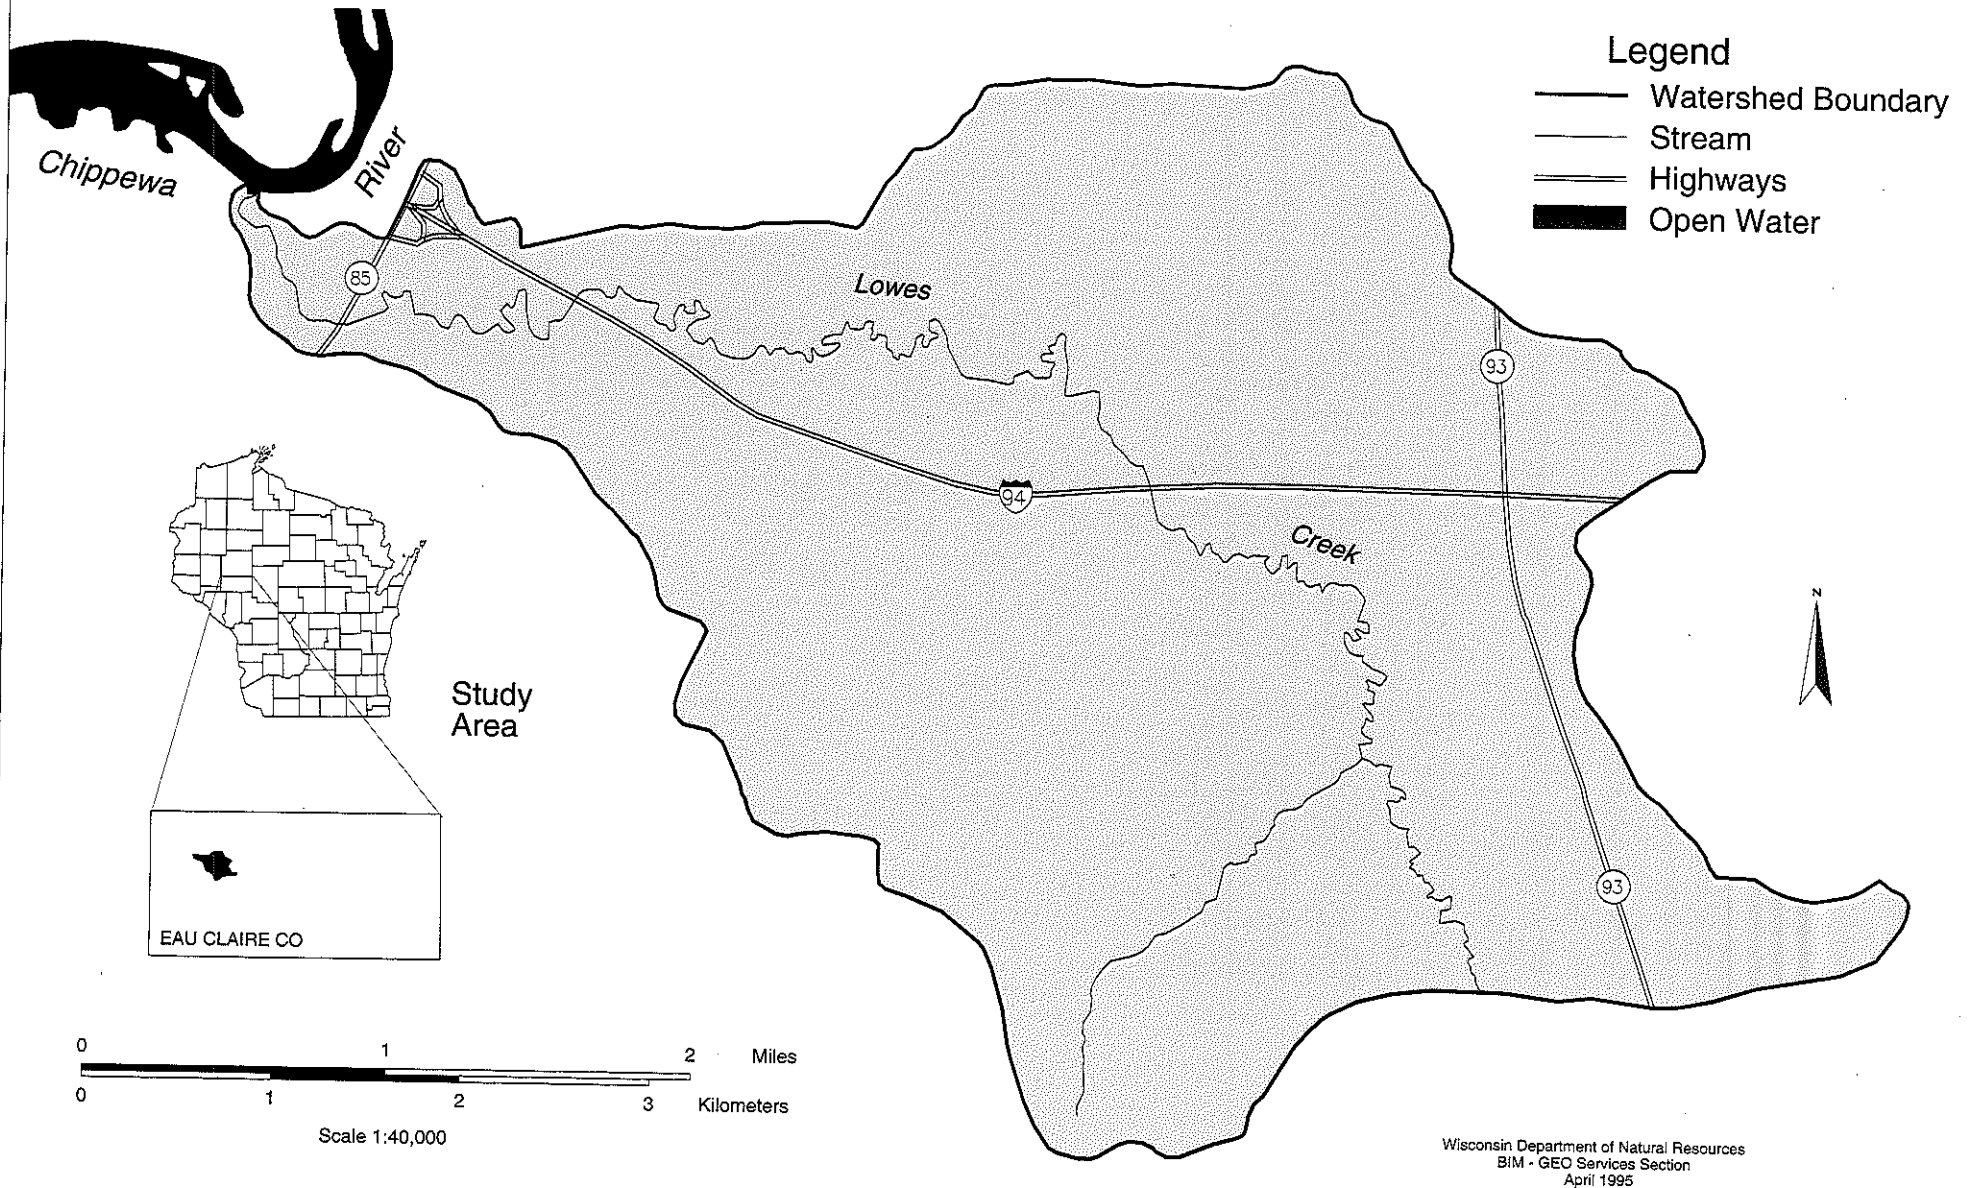 Legend
Watershed Boundary
Stream
Highways
Open Water
Chippewa
River
85
Lowes
93
94
Creek
N
Study
Area
93
EAU CLAIRE CO
0 1 2 Miles
0 1 2 3 Kilometers
Scale 1:40,000
Wisconsin Department of Natural Resources
BIM - GEO Services Section
April 1995